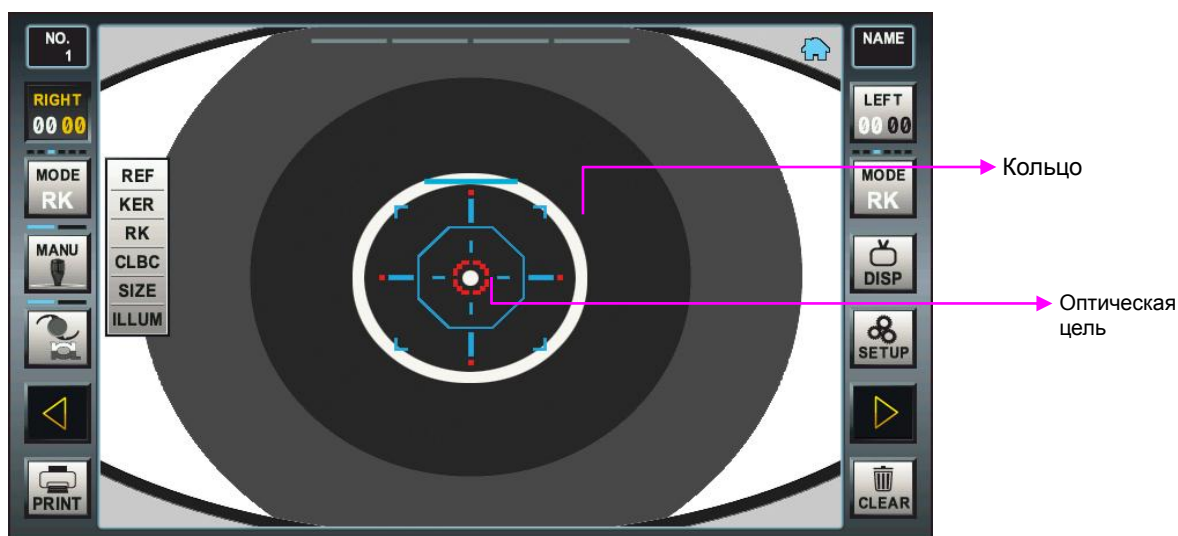 NO.
1
RIGHT
00 00
MODE
RK
MANU
PRINT
REF
KER
RK
CLBC
SIZE
ILLUM
NAME
LEFT
00 00
MODE
RK
DISP
SETUP
CLEAR
Кольцо
Оптическая
цель